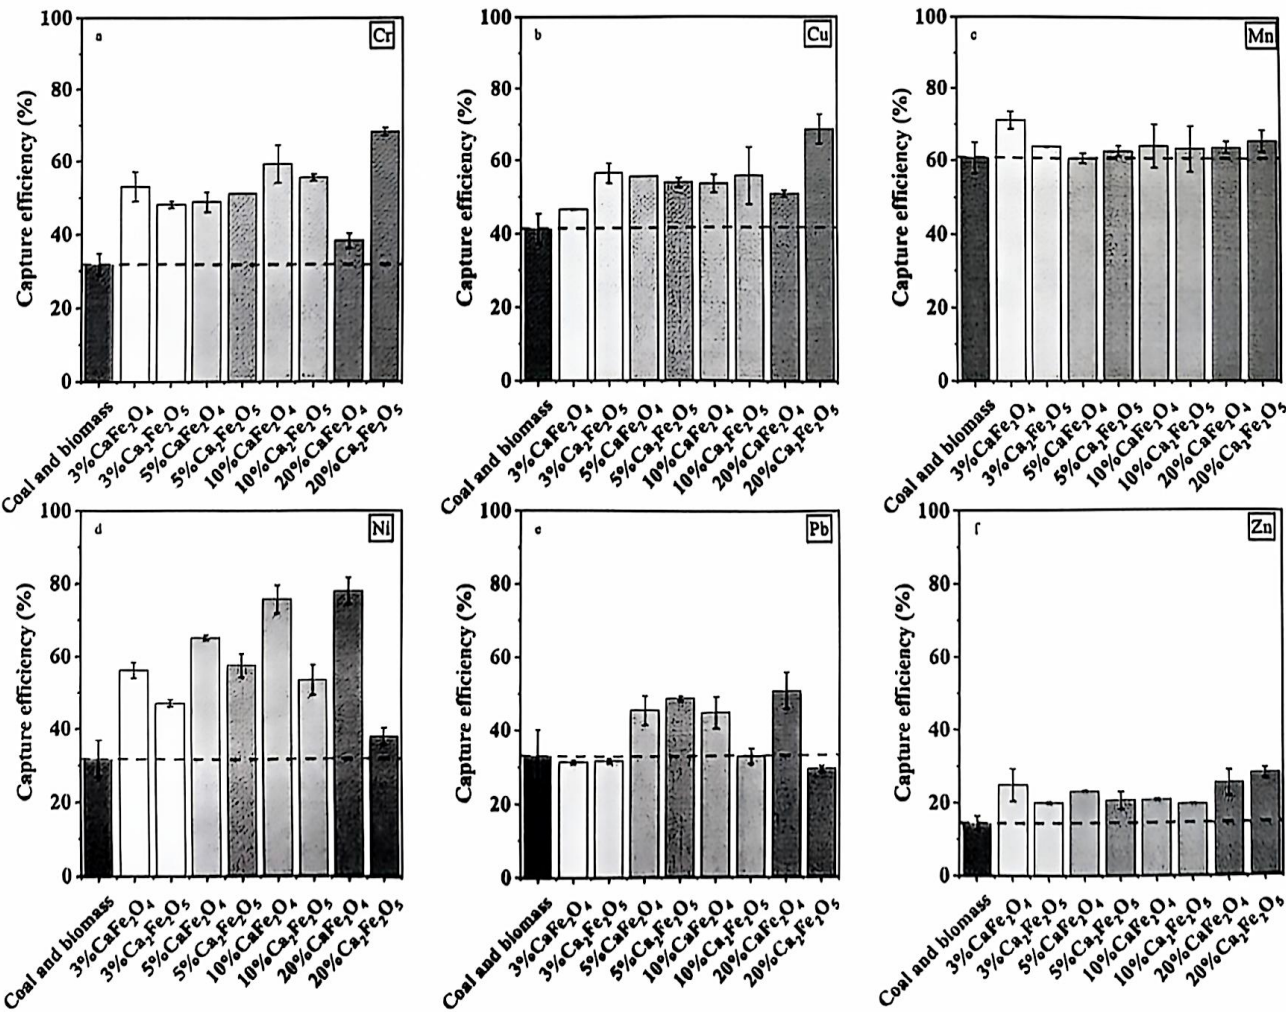 a
Cr
Capture efficiency (%)
100
80
60
40
20
0
Coal and biomass
3%CaFe₂O₄
3%Ca₂Fe₂O₅
5%CaFe₂O₄
5%Ca₂Fe₂O₅
10%CaFe₂O₄
10%Ca₂Fe₂O₅
20%CaFe₂O₄
20%Ca₂Fe₂O₅
b
Cu
Capture efficiency (%)
100
80
60
40
20
0
Coal and biomass
3%CaFe₂O₄
3%Ca₂Fe₂O₅
5%CaFe₂O₄
5%Ca₂Fe₂O₅
10%CaFe₂O₄
10%Ca₂Fe₂O₅
20%CaFe₂O₄
20%Ca₂Fe₂O₅
c
Mn
Capture efficiency (%)
100
80
60
40
20
0
Coal and biomass
3%CaFe₂O₄
3%Ca₂Fe₂O₅
5%CaFe₂O₄
5%Ca₂Fe₂O₅
10%CaFe₂O₄
10%Ca₂Fe₂O₅
20%CaFe₂O₄
20%Ca₂Fe₂O₅
d
Ni
Capture efficiency (%)
100
80
60
40
20
0
Coal and biomass
3%CaFe₂O₄
3%Ca₂Fe₂O₅
5%CaFe₂O₄
5%Ca₂Fe₂O₅
10%CaFe₂O₄
10%Ca₂Fe₂O₅
20%CaFe₂O₄
20%Ca₂Fe₂O₅
e
Pb
Capture efficiency (%)
100
80
60
40
20
0
Coal and biomass
3%CaFe₂O₄
3%Ca₂Fe₂O₅
5%CaFe₂O₄
5%Ca₂Fe₂O₅
10%CaFe₂O₄
10%Ca₂Fe₂O₅
20%CaFe₂O₄
20%Ca₂Fe₂O₅
f
Zn
Capture efficiency (%)
100
80
60
40
20
0
Coal and biomass
3%CaFe₂O₄
3%Ca₂Fe₂O₅
5%CaFe₂O₄
5%Ca₂Fe₂O₅
10%CaFe₂O₄
10%Ca₂Fe₂O₅
20%CaFe₂O₄
20%Ca₂Fe₂O₅